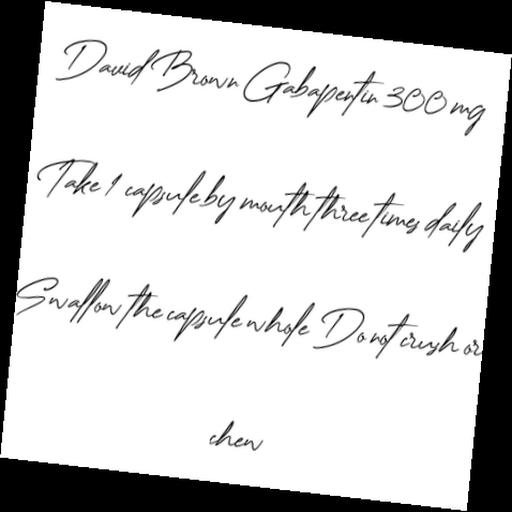 David Brown Gabapentin 300 mg
Take 1 capsule by mouth three times daily
Swallow the capsule whole Do not crush or
chew